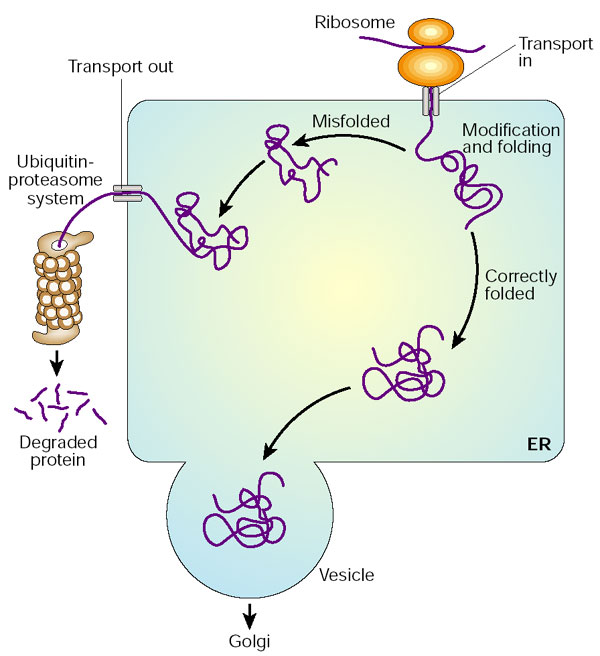 Ribosome
Transport
in
Transport out
Misfolded
Modification
and folding
Ubiquitin-
proteasome
system
Correctly
folded
Degraded
protein
ER
Vesicle
Golgi